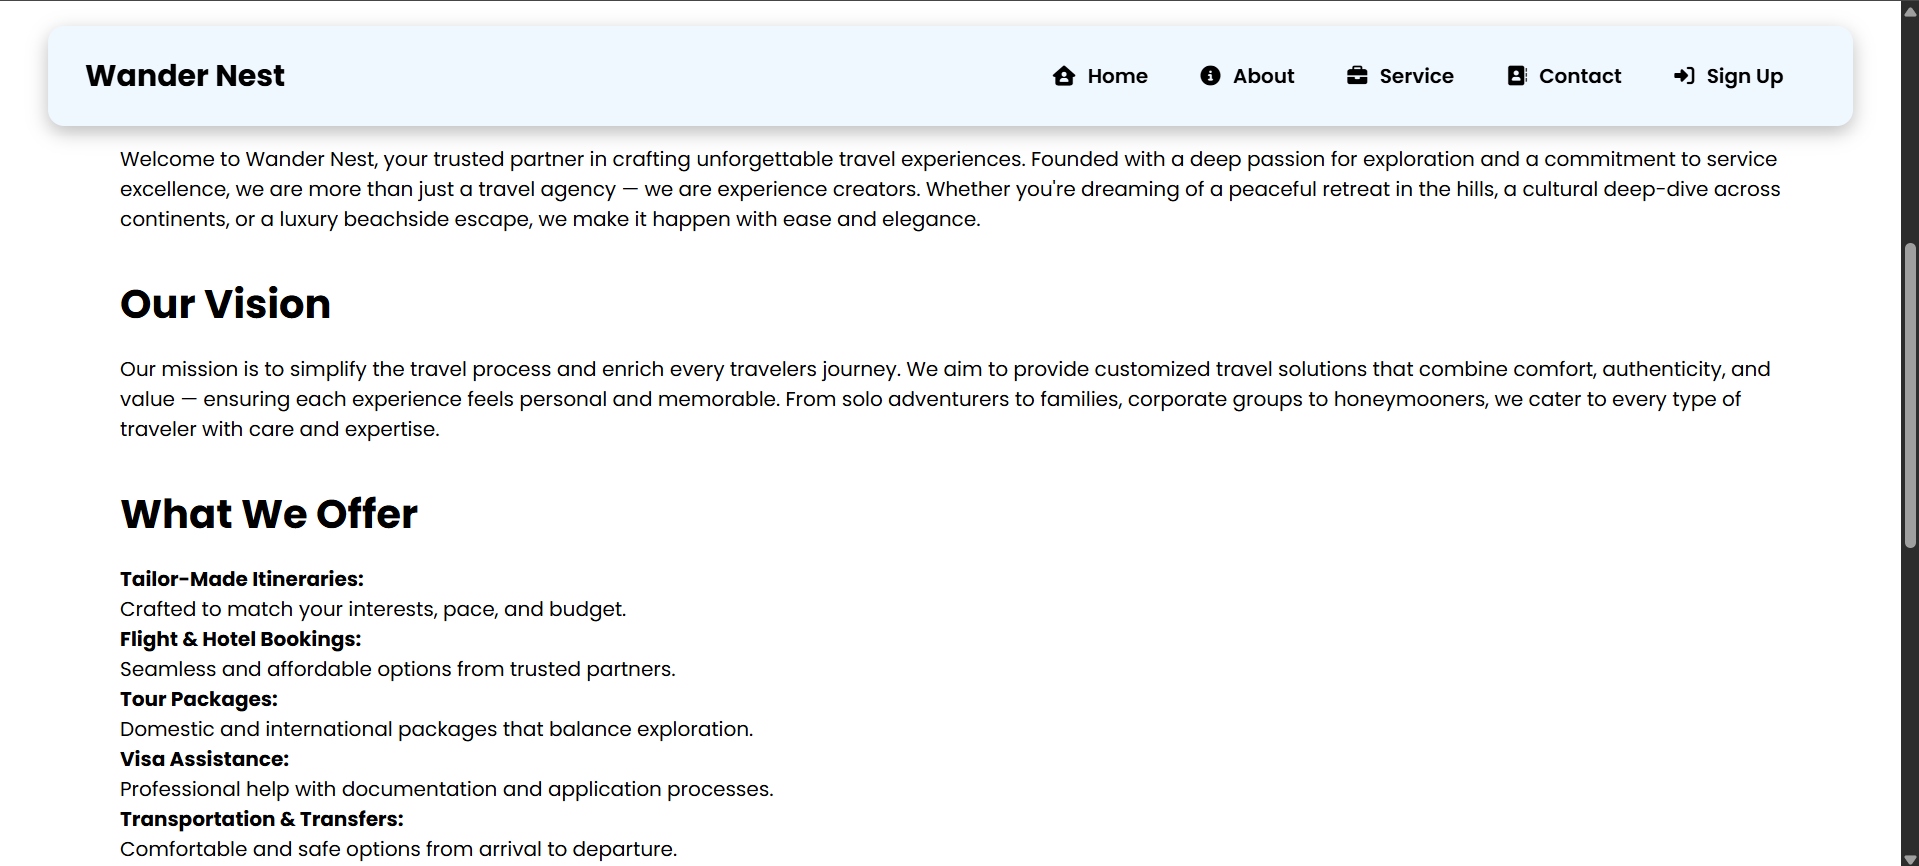 Wander Nest
Home
About
Service
Contact
Sign Up
Welcome to Wander Nest, your trusted partner in crafting unforgettable travel experiences. Founded with a deep passion for exploration and a commitment to service
excellence, we are more than just a travel agency — we are experience creators. Whether you're dreaming of a peaceful retreat in the hills, a cultural deep-dive across
continents, or a luxury beachside escape, we make it happen with ease and elegance.
Our Vision
Our mission is to simplify the travel process and enrich every travelers journey. We aim to provide customized travel solutions that combine comfort, authenticity, and
value — ensuring each experience feels personal and memorable. From solo adventurers to families, corporate groups to honeymooners, we cater to every type of
traveler with care and expertise.
What We Offer
Tailor-Made Itineraries:
Crafted to match your interests, pace, and budget.
Flight & Hotel Bookings:
Seamless and affordable options from trusted partners.
Tour Packages:
Domestic and international packages that balance exploration.
Visa Assistance:
Professional help with documentation and application processes.
Transportation & Transfers:
Comfortable and safe options from arrival to departure.